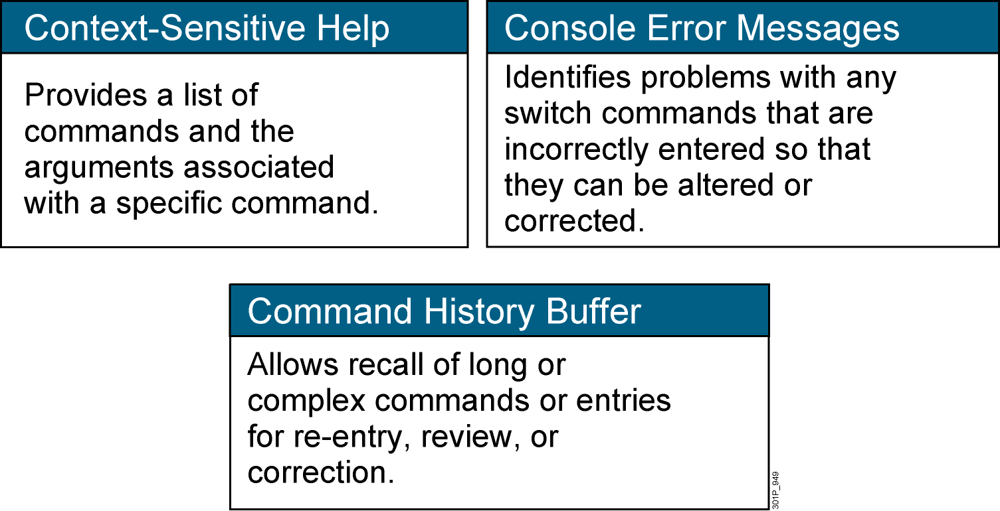 Context-Sensitive Help
Provides a list of
commands and the
arguments associated
with a specific command.
Console Error Messages
Identifies problems with any
switch commands that are
incorrectly entered so that
they can be altered or
corrected.
Command History Buffer
Allows recall of long or
complex commands or entries
for re-entry, review, or
correction.
301P_949